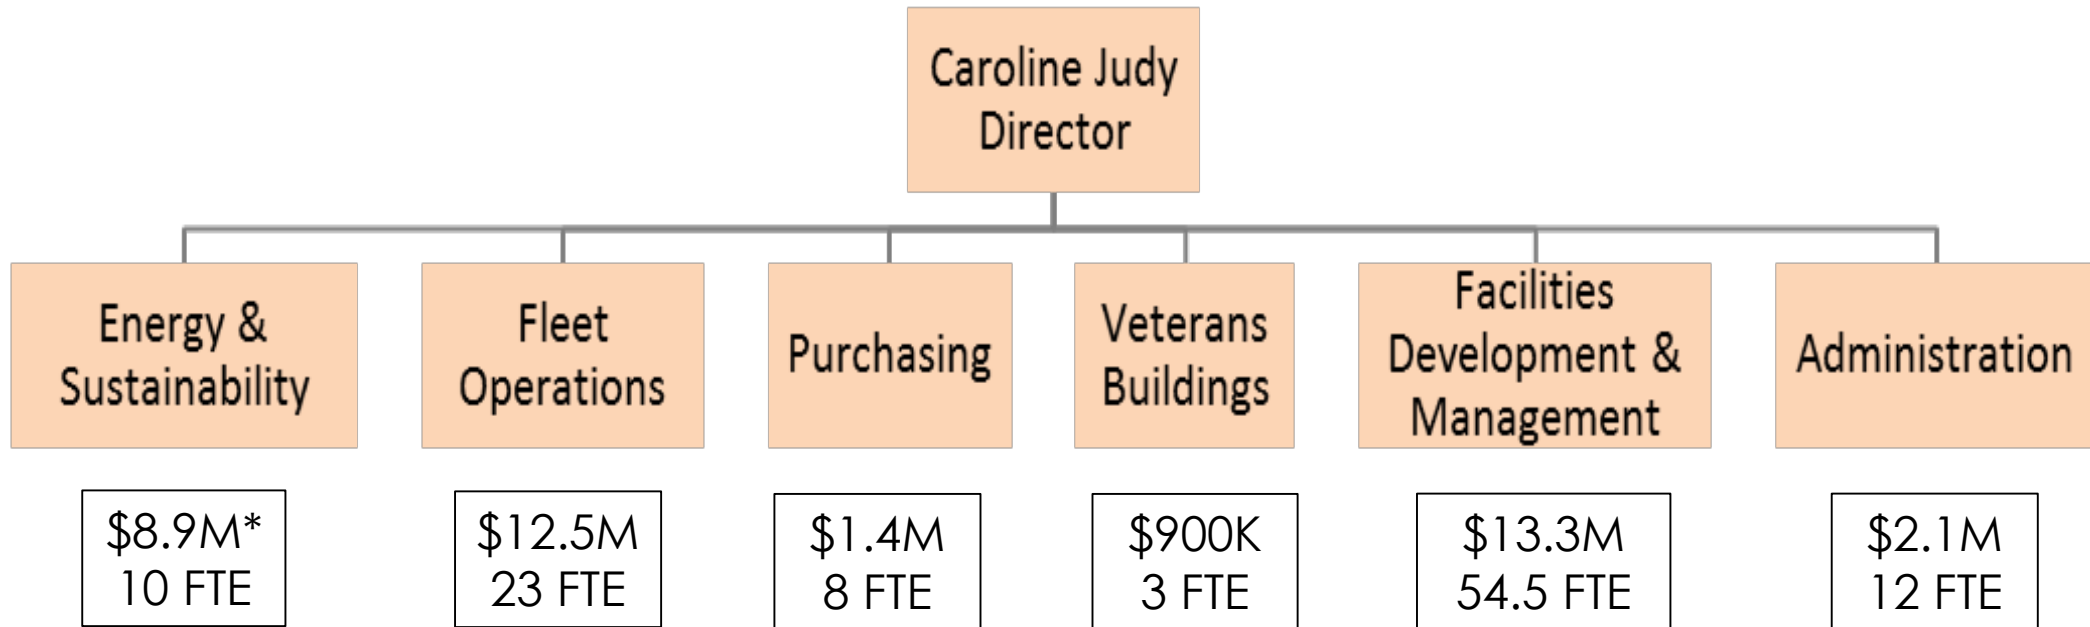 Caroline Judy
Director
Energy &
Sustainability
Fleet
Operations
Purchasing
Veterans
Buildings
Facilities
Development &
Management
Administration
$8.9M*
10 FTE
$12.5M
23 FTE
$1.4M
8 FTE
$900K
3 FTE
$13.3M
54.5 FTE
$2.1M
12 FTE